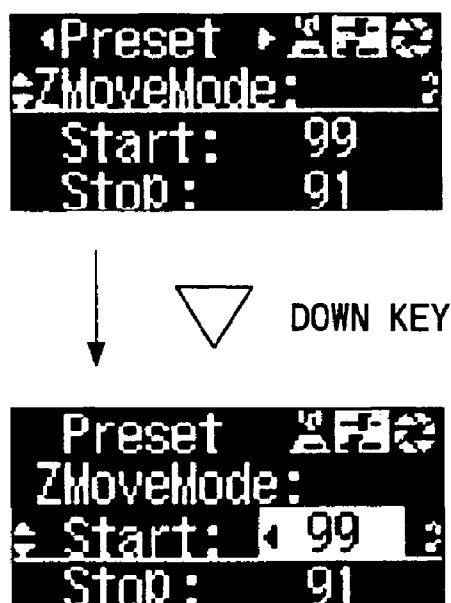 Preset
ZMoveMode:
Start: 99
Stop: 91
DOWN KEY
Preset
ZMoveMode:
Start: 99
Stop: 91